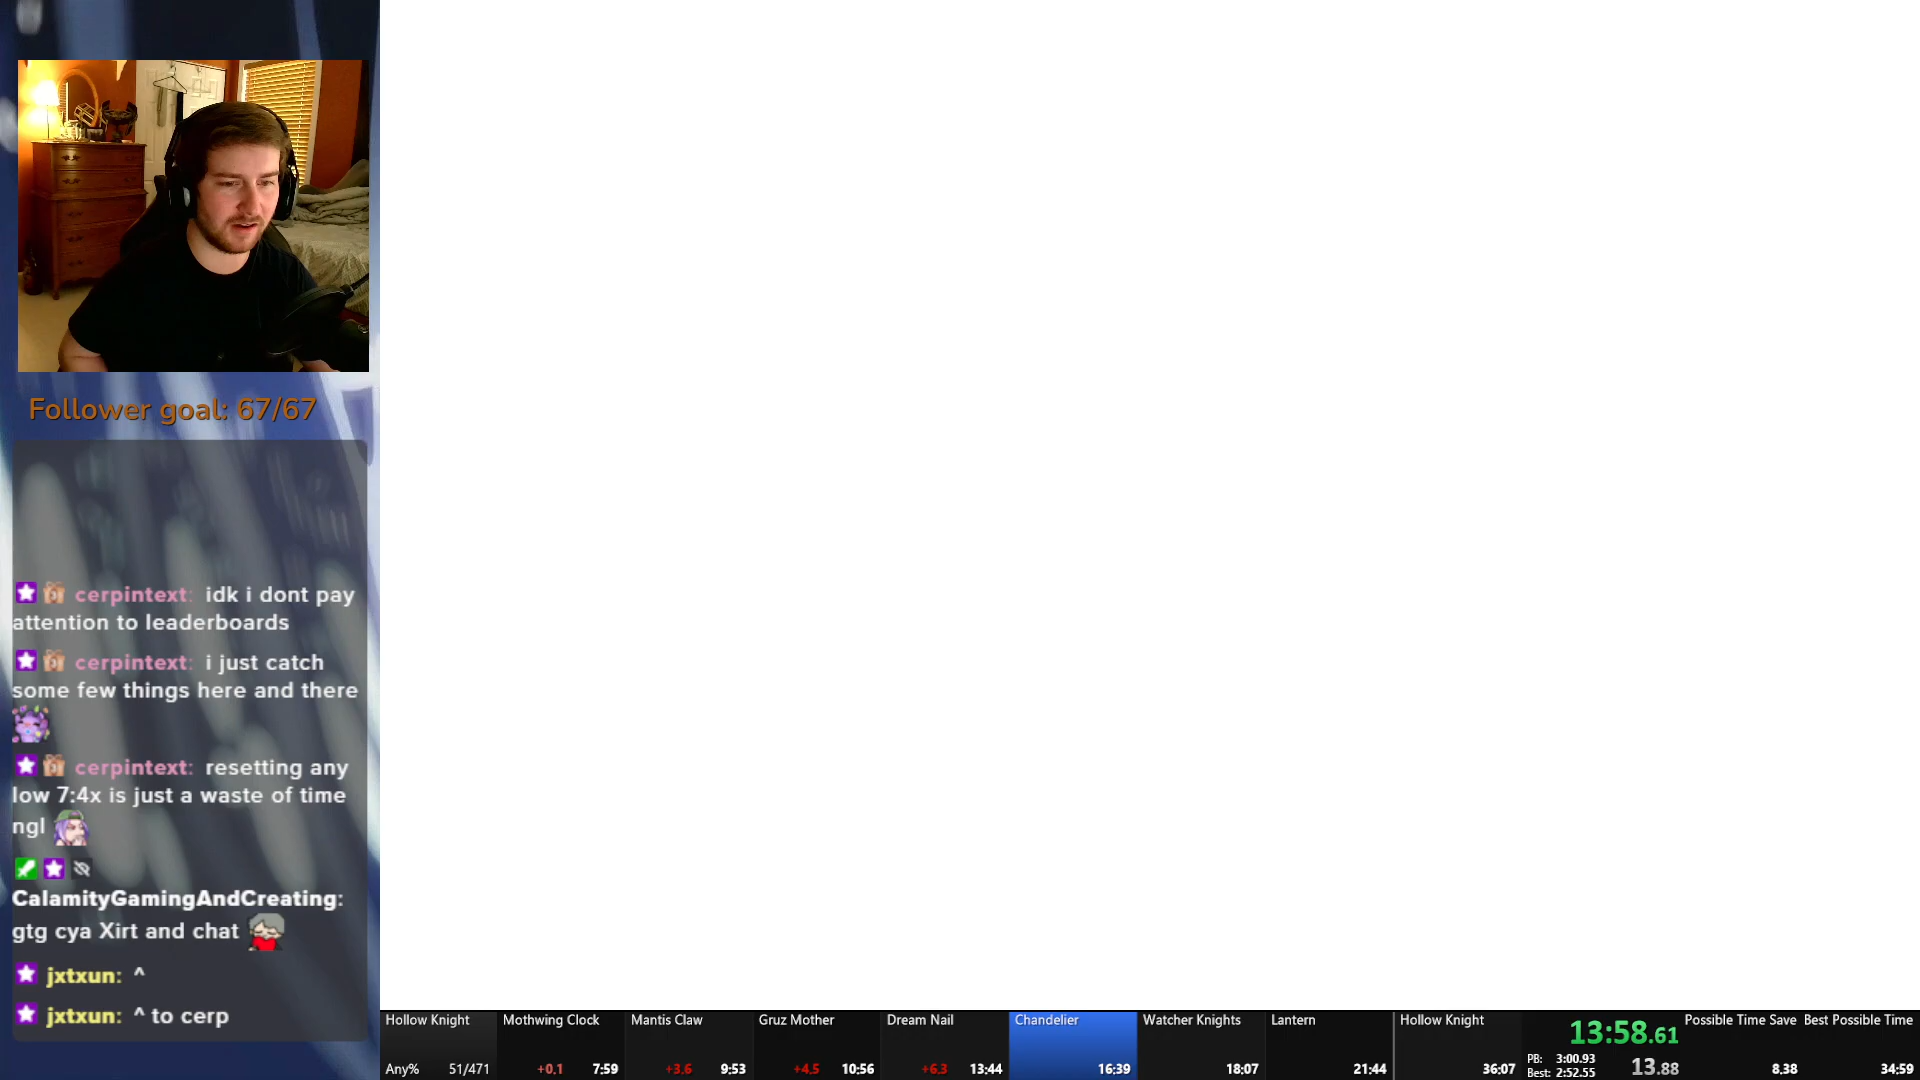 Follower goal: 67/67
cerpintext: idk i dont pay
attention to leaderboards
cerpintext: i just catch
some few things here and there
cerpintext: resetting any
low 7:4x is just a waste of time
ngl
CalamityGamingAndCreating:
gtg cya Xirt and chat
jxtxun: ^
jxtxun: ^ to cerp
Hollow Knight
Any% 51/471
Mothwing Clock
+0.1 7:59
Mantis Claw
+3.6 9:53
Gruz Mother
+4.5 10:56
Dream Nail
+6.3 13:44
Chandelier
16:39
Watcher Knights
18:07
Lantern
21:44
Hollow Knight
36:07
13:58.61
PB: 3:00.93
Best: 2:52.55
13.88
Possible Time Save
8.38
Best Possible Time
34:59